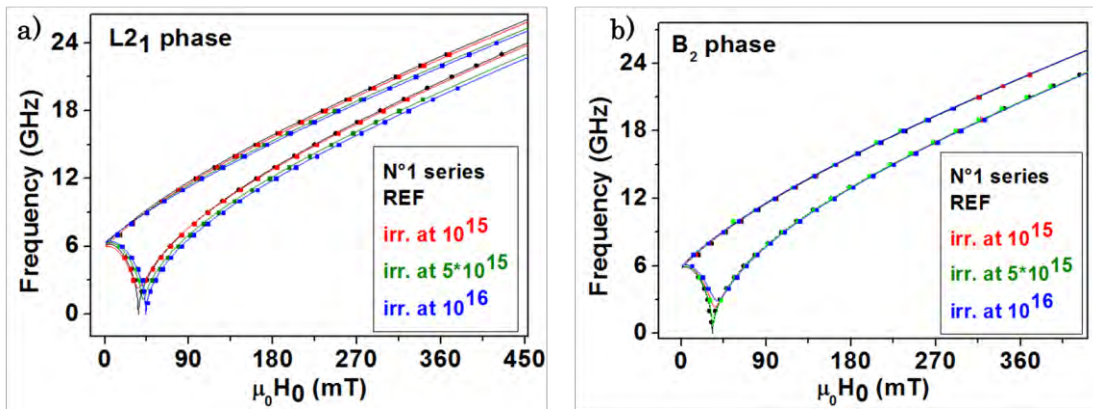 a)
L2₁ phase
Frequency (GHz)
24
18
12
6
0
N°1 series
REF
irr. at 10¹⁵
irr. at 5*10¹⁵
irr. at 10¹⁶
0 90 180 270 360 450
μ₀H₀ (mT)
b)
B₂ phase
Frequency (GHz)
24
18
12
6
0
N°1 series
REF
irr. at 10¹⁵
irr. at 5*10¹⁵
irr. at 10¹⁶
0 90 180 270 360
μ₀H₀ (mT)